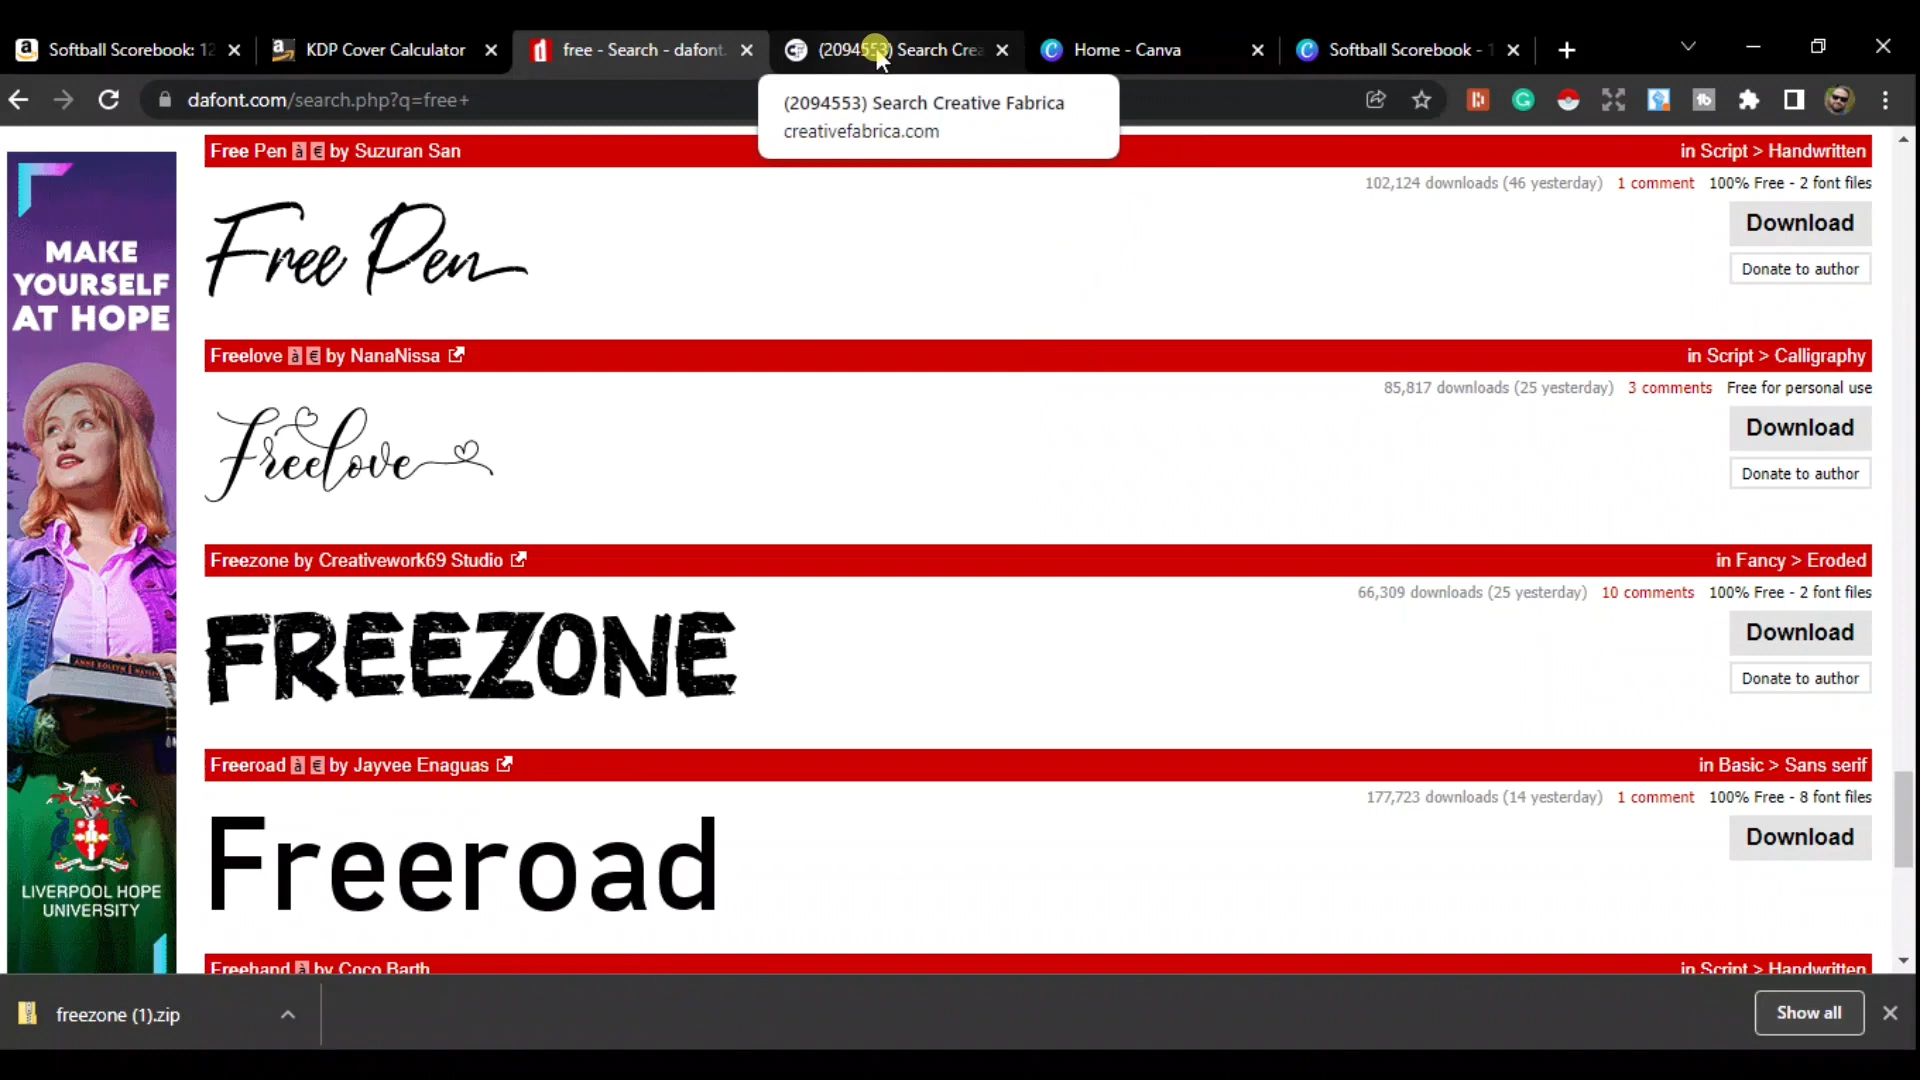 Softball Scorebook: 12
KDP Cover Calculator
free - Search - dafont.
(2094553) Search Crea
Home - Canva
Softball Scorebook - 1
dafont.com/search.php?q=free+
(2094553) Search Creative Fabrica
creativefabrica.com
Free Pen à € by Suzuran San
in Script > Handwritten
102,124 downloads (46 yesterday) 1 comment 100% Free - 2 font files
Free Pen
Download
Donate to author
Freelove à € by NanaNissa
in Script > Calligraphy
85,817 downloads (25 yesterday) 3 comments Free for personal use
Freelove
Download
Donate to author
Freezone by Creativework69 Studio
in Fancy > Eroded
66,309 downloads (25 yesterday) 10 comments 100% Free - 2 font files
FREEZONE
Download
Donate to author
Freeroad à € by Jayvee Enaguas
in Basic > Sans serif
177,723 downloads (14 yesterday) 1 comment 100% Free - 8 font files
Freeroad
Download
Freehand à by Coco Barth
in Script > Handwritten
MAKE
YOURSELF
AT HOPE
ANNE BOLEYN
LIVERPOOL HOPE
UNIVERSITY
freezone (1).zip
Show all